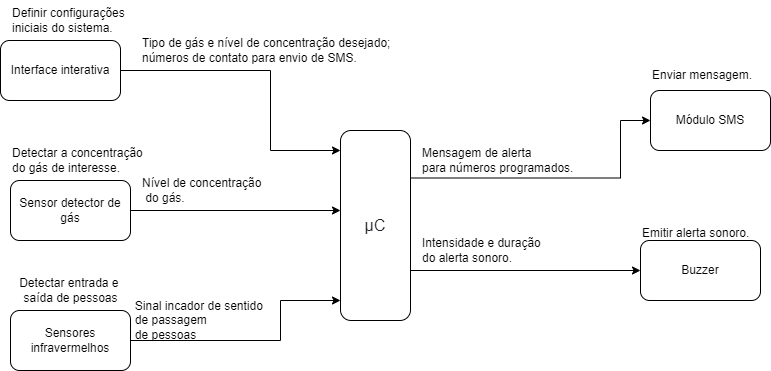 Definir configurações
iniciais do sistema.
Interface interativa
Tipo de gás e nível de concentração desejado;
números de contato para envio de SMS.
Enviar mensagem.
Módulo SMS
Detectar a concentração
do gás de interesse.
Sensor detector de
gás
Nível de concentração
do gás.
µC
Mensagem de alerta
para números programados.
Intensidade e duração
do alerta sonoro.
Emitir alerta sonoro.
Buzzer
Detectar entrada e
saída de pessoas
Sensores
infravermelhos
Sinal incador de sentido
de passagem
de pessoas